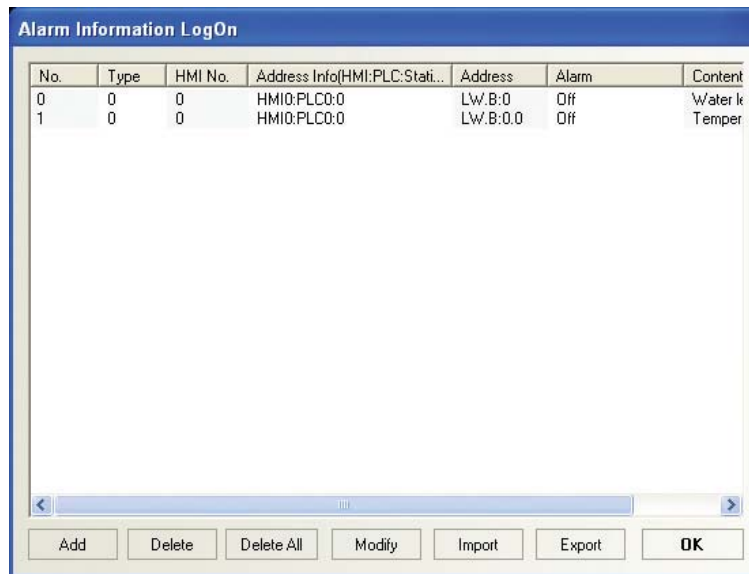 Alarm Information LogOn
No. Type HMI No. Address Info(HMI:PLC:Stati... Address Alarm Content
0 0 0 HMI0:PLC0:0 LW.B:0 Off Water
1 0 0 HMI0:PLC0:0 LW.B:0.0 Off Temper
Add Delete Delete All Modify Import Export OK